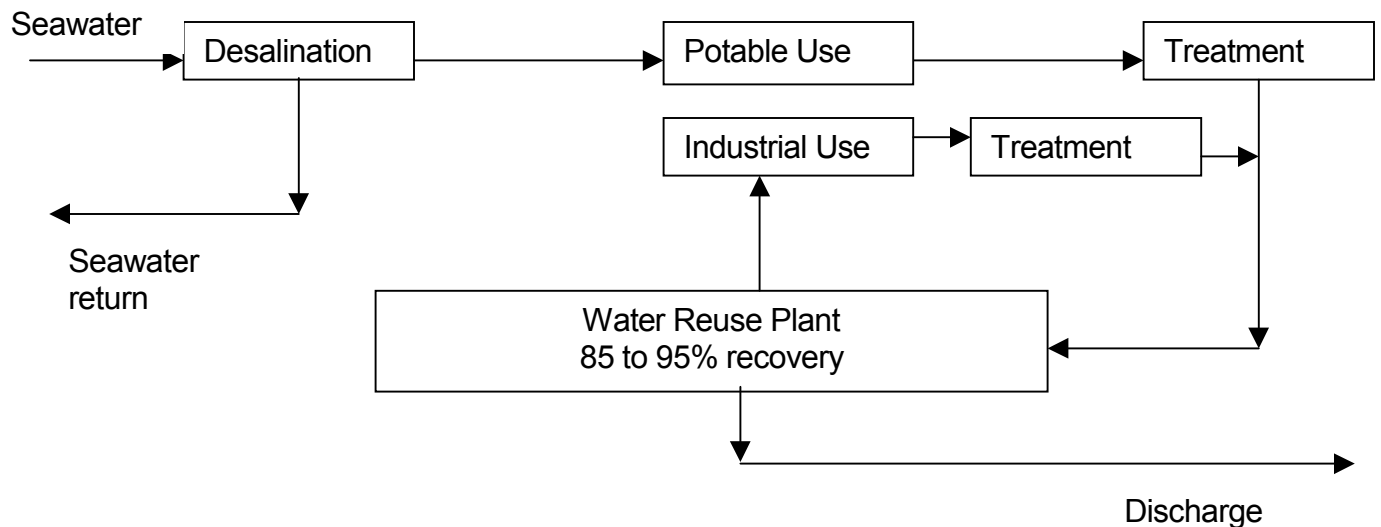 Seawater
Desalination
Potable Use
Treatment
Industrial Use
Treatment
Seawater
return
Water Reuse Plant
85 to 95% recovery
Discharge